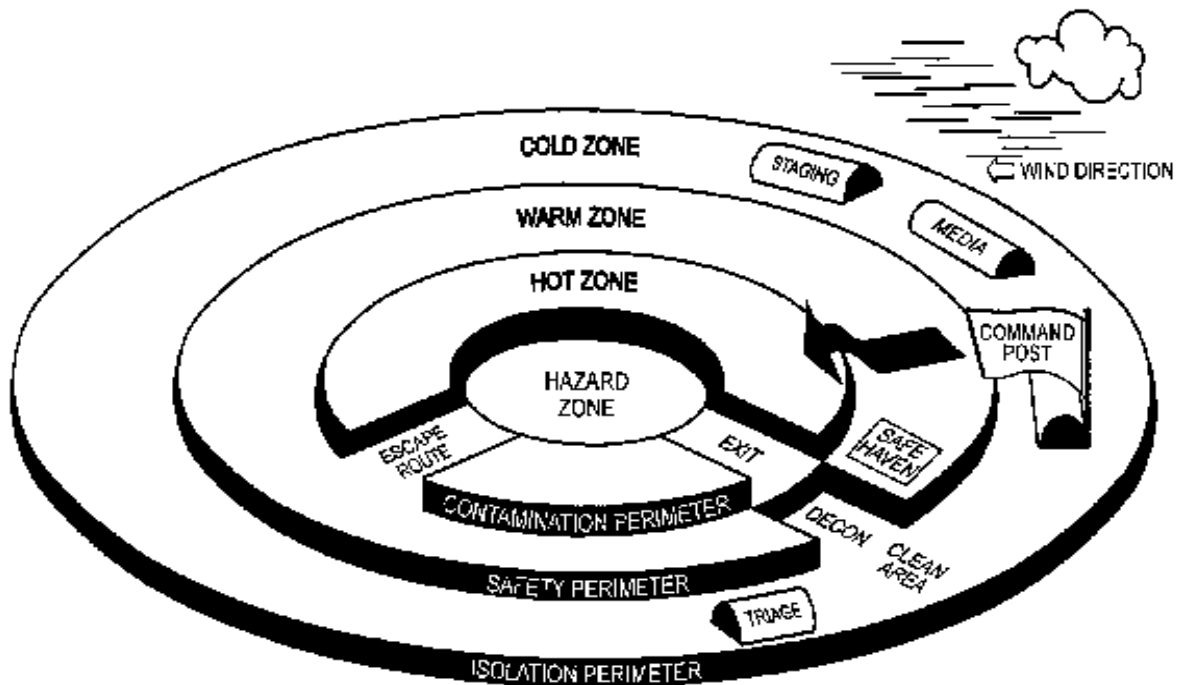 COLD ZONE
STAGING
WIND DIRECTION
WARM ZONE
MEDIA
HOT ZONE
COMMAND
POST
HAZARD
ZONE
ESCAPE
ROUTE
EXIT
SAFE
HAVEN
CONTAMINATION PERIMETER
DECON
CLEAN
AREA
SAFETY PERIMETER
TRIAGE
ISOLATION PERIMETER